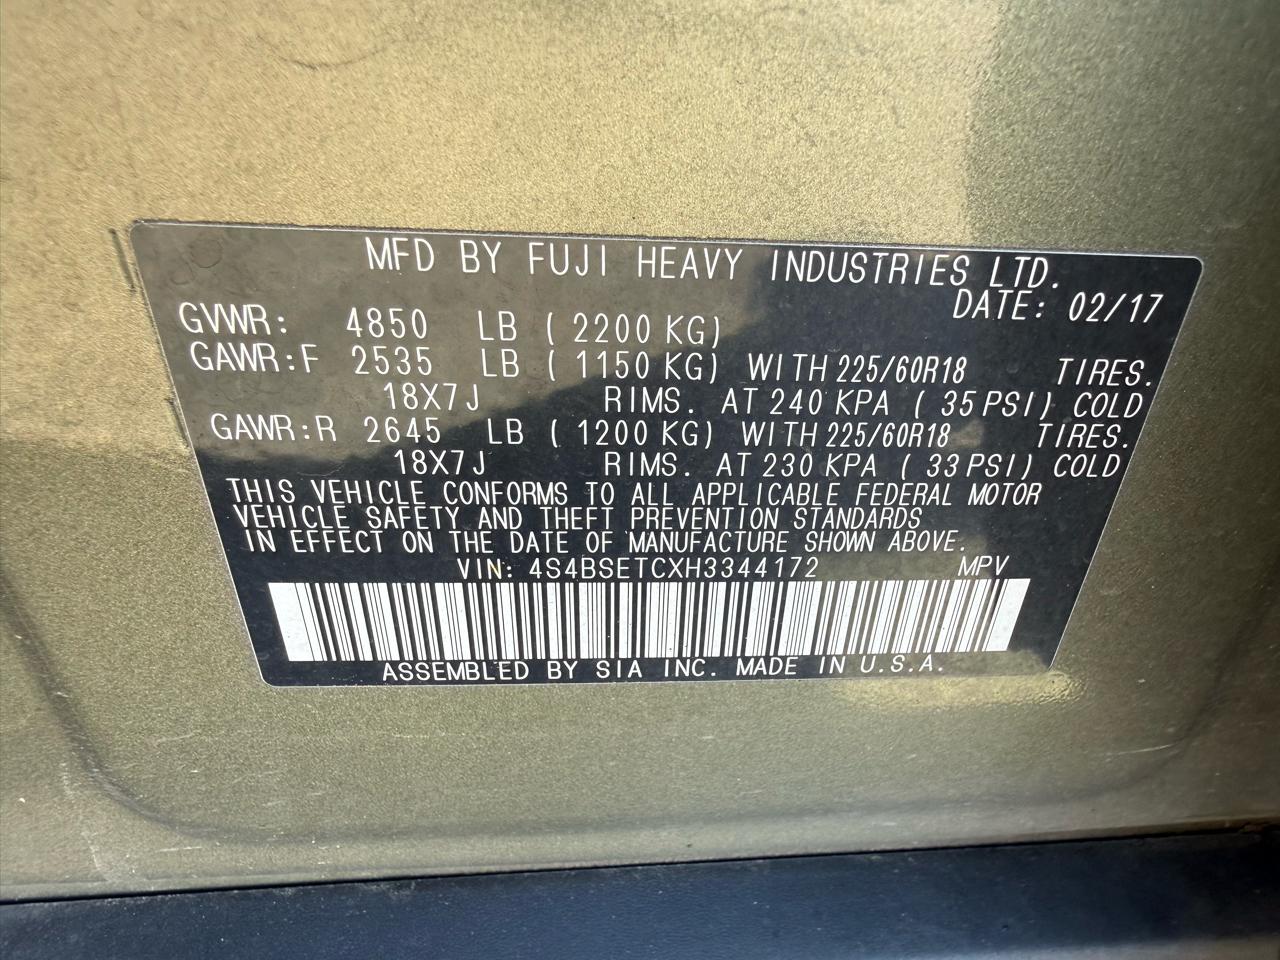 MFD BY FUJI HEAVY INDUSTRIES LTD.
DATE: 02/17
GVWR: 4850 LB ( 2200 KG)
GAWR:F 2535 LB ( 1150 KG) WITH 225/60R18 TIRES.
18X7J RIMS. AT 240 KPA ( 35 PSI) COLD
GAWR:R 2645 LB ( 1200 KG) WITH 225/60R18 TIRES.
18X7J RIMS. AT 230 KPA ( 33 PSI) COLD
THIS VEHICLE CONFORMS TO ALL APPLICABLE FEDERAL MOTOR
VEHICLE SAFETY AND THEFT PREVENTION STANDARDS
IN EFFECT ON THE DATE OF MANUFACTURE SHOWN ABOVE.
VIN: 4S4BSETCXH3344172 MPV
ASSEMBLED BY SIA INC. MADE IN U.S.A.